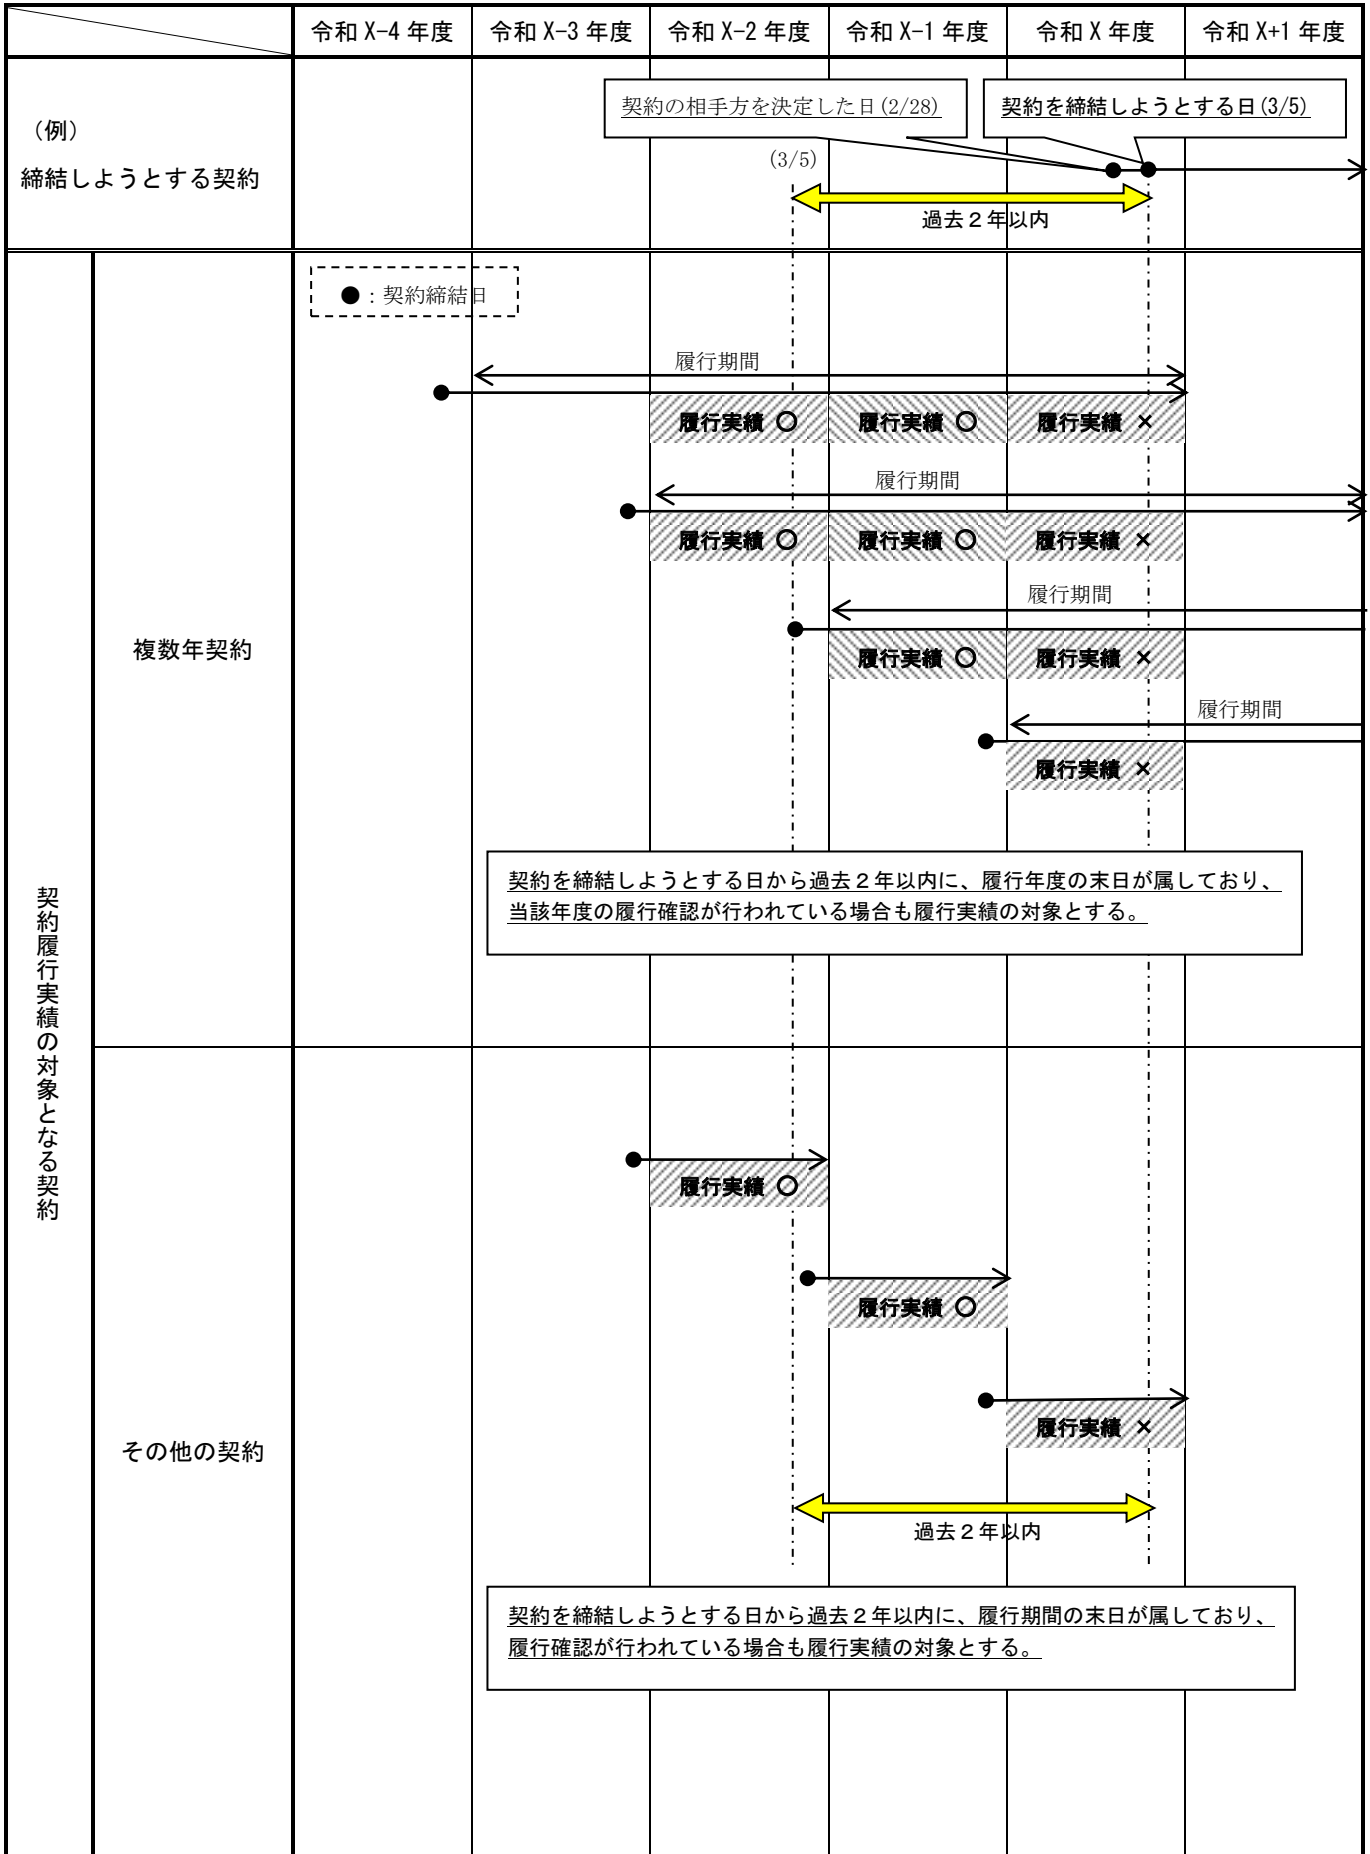 令和 X-4 年度
令和 X-3 年度
令和 X-2 年度
令和 X-1 年度
令和 X 年度
令和 X+1 年度
（例）
締結しようとする契約
契約の相手方を決定した日(2/28)
契約を締結しようとする日(3/5)
(3/5)
過去２年以内
契約履行実績の対象となる契約
複数年契約
●：契約締結日
履行期間
履行実績 〇
履行実績 〇
履行実績 ×
履行期間
履行実績 〇
履行実績 〇
履行実績 ×
履行期間
履行実績 〇
履行実績 ×
履行期間
履行実績 ×
契約を締結しようとする日から過去２年以内に、履行年度の末日が属しており、
当該年度の履行確認が行われている場合も履行実績の対象とする。
その他の契約
履行実績 〇
履行実績 〇
履行実績 ×
過去２年以内
契約を締結しようとする日から過去２年以内に、履行期間の末日が属しており、
履行確認が行われている場合も履行実績の対象とする。